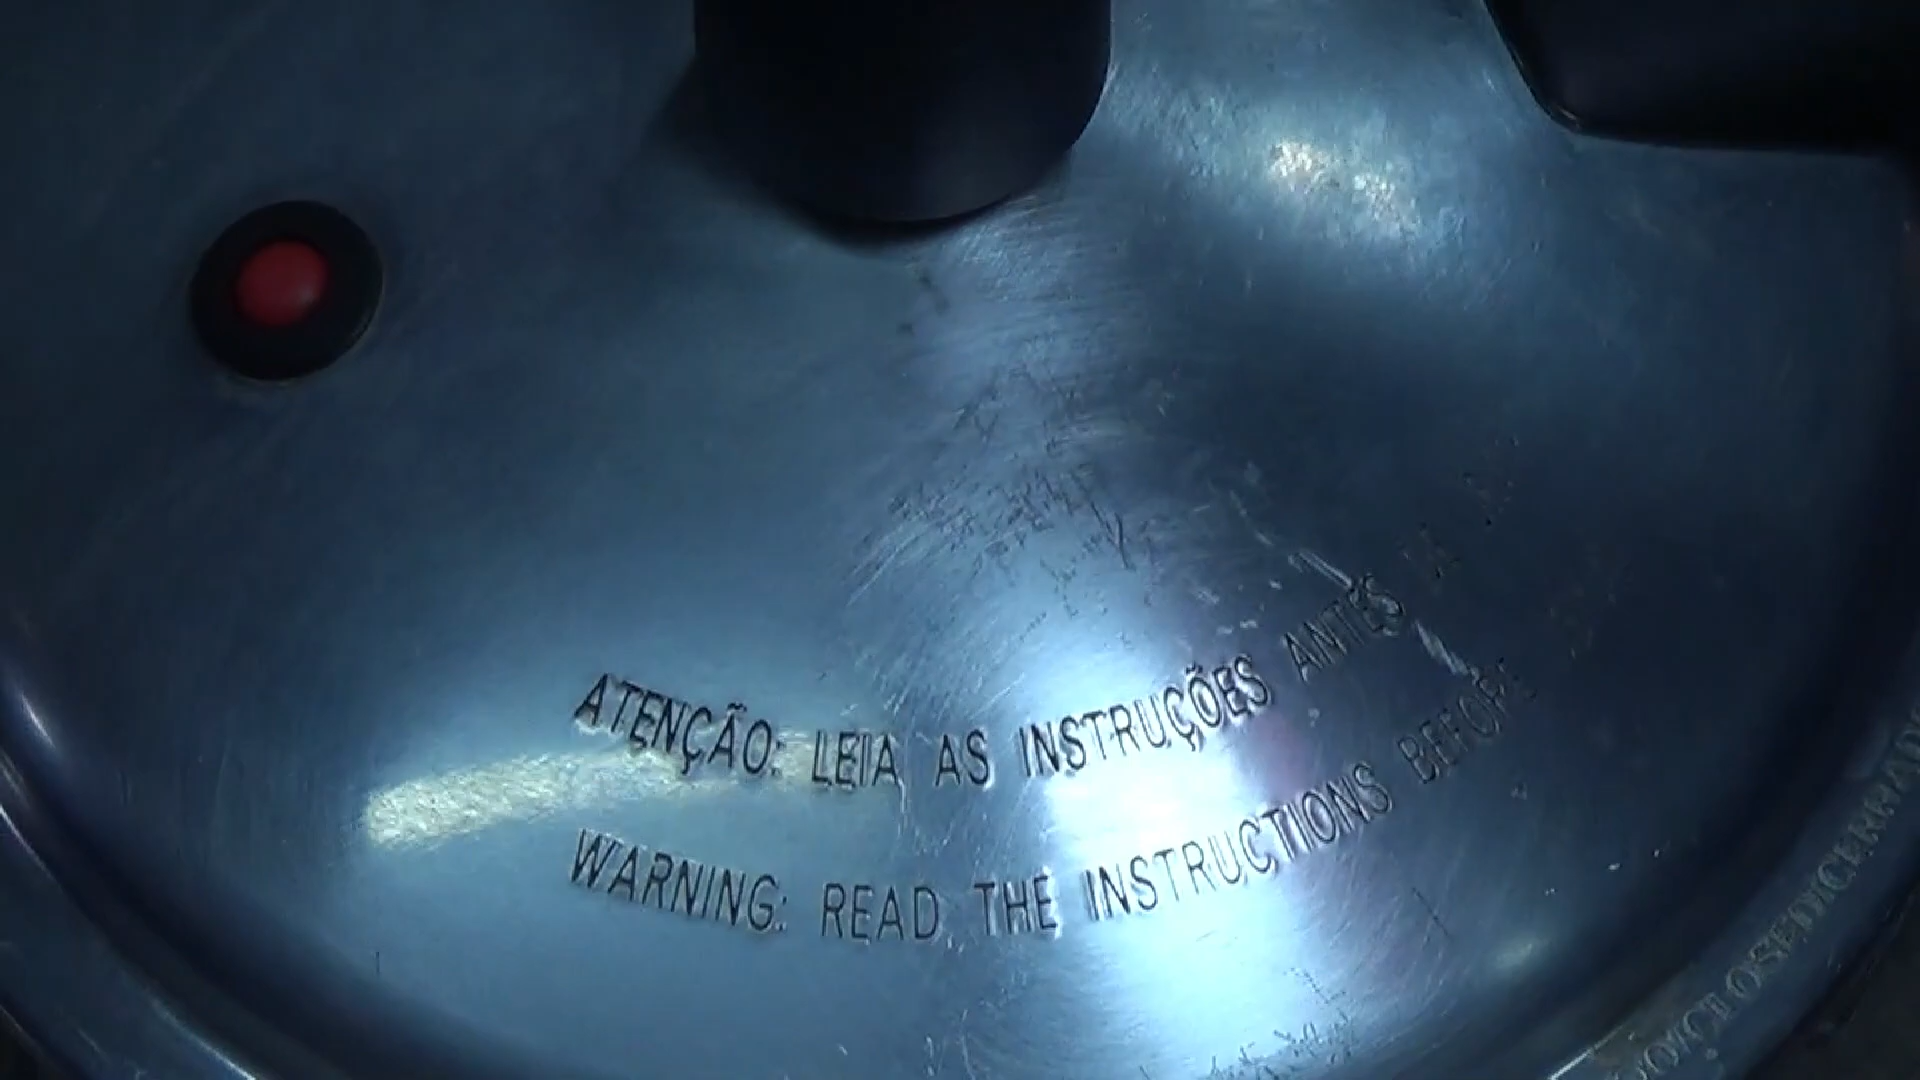 ATENÇÃO: LEIA AS INSTRUÇÕES ANTES
WARNING: READ THE INSTRUCTIONS BEFORE